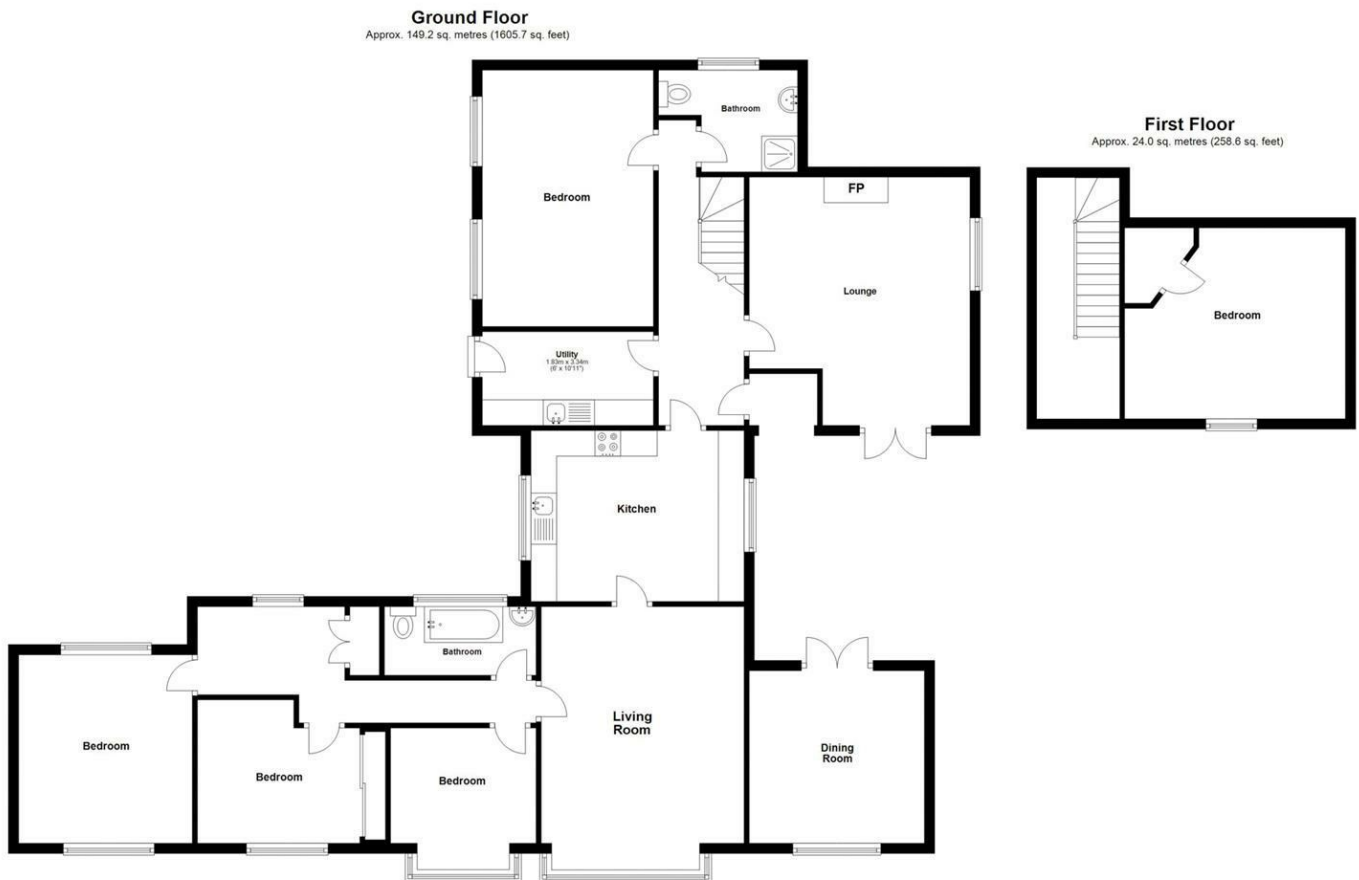 Ground Floor
Approx. 149.2 sq. metres (1605.7 sq. feet)
First Floor
Approx. 24.0 sq. metres (258.6 sq. feet)
Bathroom
FP
Bedroom
Lounge
Bedroom
Utility
1.83m x 3.34m
(6' x 10'11")
Kitchen
Bathroom
Living
Room
Bedroom
Bedroom
Bedroom
Dining
Room